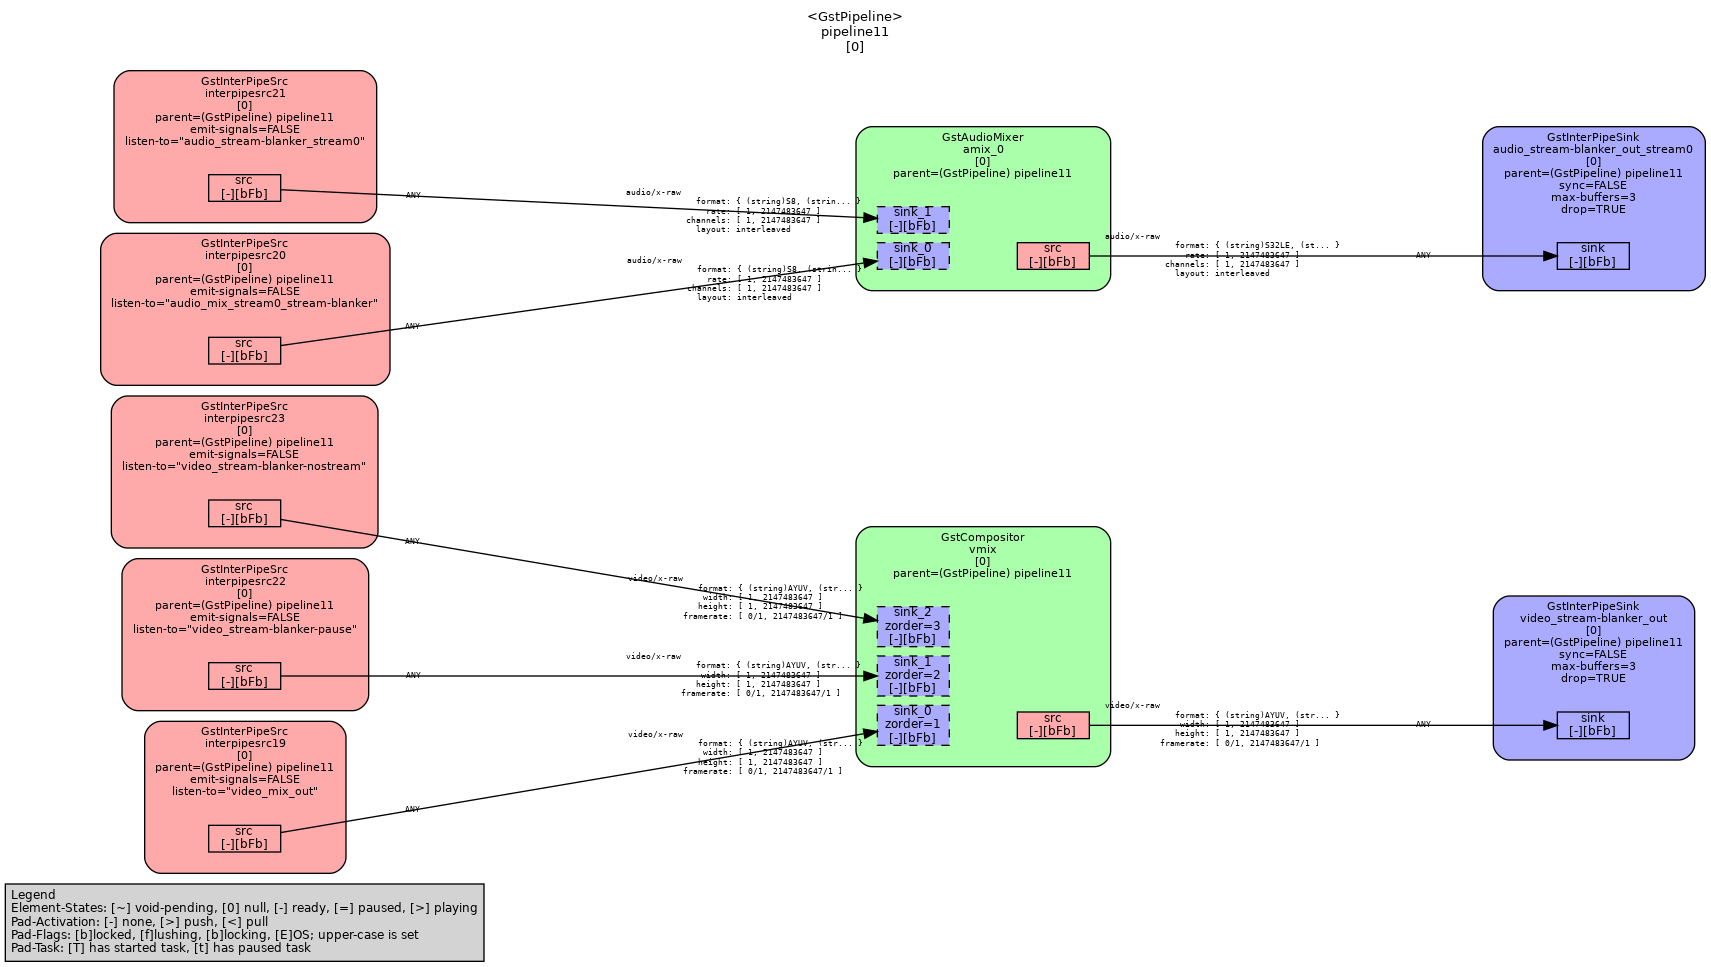 <GstPipeline>
pipeline11
[0]
GstInterPipeSrc
interpipesrc21
[0]
parent=(GstPipeline) pipeline11
emit-signals=FALSE
listen-to="audio_stream-blanker_stream0"
src
[-][bFb]
GstInterPipeSrc
interpipesrc20
[0]
parent=(GstPipeline) pipeline11
emit-signals=FALSE
listen-to="audio_mix_stream0_stream-blanker"
src
[-][bFb]
GstInterPipeSrc
interpipesrc23
[0]
parent=(GstPipeline) pipeline11
emit-signals=FALSE
listen-to="video_stream-blanker-nostream"
src
[-][bFb]
GstInterPipeSrc
interpipesrc22
[0]
parent=(GstPipeline) pipeline11
emit-signals=FALSE
listen-to="video_stream-blanker-pause"
src
[-][bFb]
GstInterPipeSrc
interpipesrc19
[0]
parent=(GstPipeline) pipeline11
emit-signals=FALSE
listen-to="video_mix_out"
src
[-][bFb]
ANY
audio/x-raw
format: { (string)S8, (strin... }
rate: [ 1, 2147483647 ]
channels: [ 1, 2147483647 ]
layout: interleaved
ANY
audio/x-raw
format: { (string)S8, (strin... }
rate: [ 1, 2147483647 ]
channels: [ 1, 2147483647 ]
layout: interleaved
ANY
video/x-raw
format: { (string)AYUV, (str... }
width: [ 1, 2147483647 ]
height: [ 1, 2147483647 ]
framerate: [ 0/1, 2147483647/1 ]
ANY
video/x-raw
format: { (string)AYUV, (str... }
width: [ 1, 2147483647 ]
height: [ 1, 2147483647 ]
framerate: [ 0/1, 2147483647/1 ]
ANY
video/x-raw
format: { (string)AYUV, (str... }
width: [ 1, 2147483647 ]
height: [ 1, 2147483647 ]
framerate: [ 0/1, 2147483647/1 ]
GstAudioMixer
amix_0
[0]
parent=(GstPipeline) pipeline11
sink_1
[-][bFb]
sink_0
[-][bFb]
src
[-][bFb]
audio/x-raw
format: { (string)S32LE, (st... }
rate: [ 1, 2147483647 ]
channels: [ 1, 2147483647 ]
layout: interleaved
ANY
GstInterPipeSink
audio_stream-blanker_out_stream0
[0]
parent=(GstPipeline) pipeline11
sync=FALSE
max-buffers=3
drop=TRUE
sink
[-][bFb]
GstCompositor
vmix
[0]
parent=(GstPipeline) pipeline11
sink_2
zorder=3
[-][bFb]
sink_1
zorder=2
[-][bFb]
sink_0
zorder=1
[-][bFb]
src
[-][bFb]
video/x-raw
format: { (string)AYUV, (str... }
width: [ 1, 2147483647 ]
height: [ 1, 2147483647 ]
framerate: [ 0/1, 2147483647/1 ]
ANY
GstInterPipeSink
video_stream-blanker_out
[0]
parent=(GstPipeline) pipeline11
sync=FALSE
max-buffers=3
drop=TRUE
sink
[-][bFb]
Legend
Element-States: [~] void-pending, [0] null, [-] ready, [=] paused, [>] playing
Pad-Activation: [-] none, [>] push, [<] pull
Pad-Flags: [b]locked, [f]lushing, [b]locking, [E]OS; upper-case is set
Pad-Task: [T] has started task, [t] has paused task